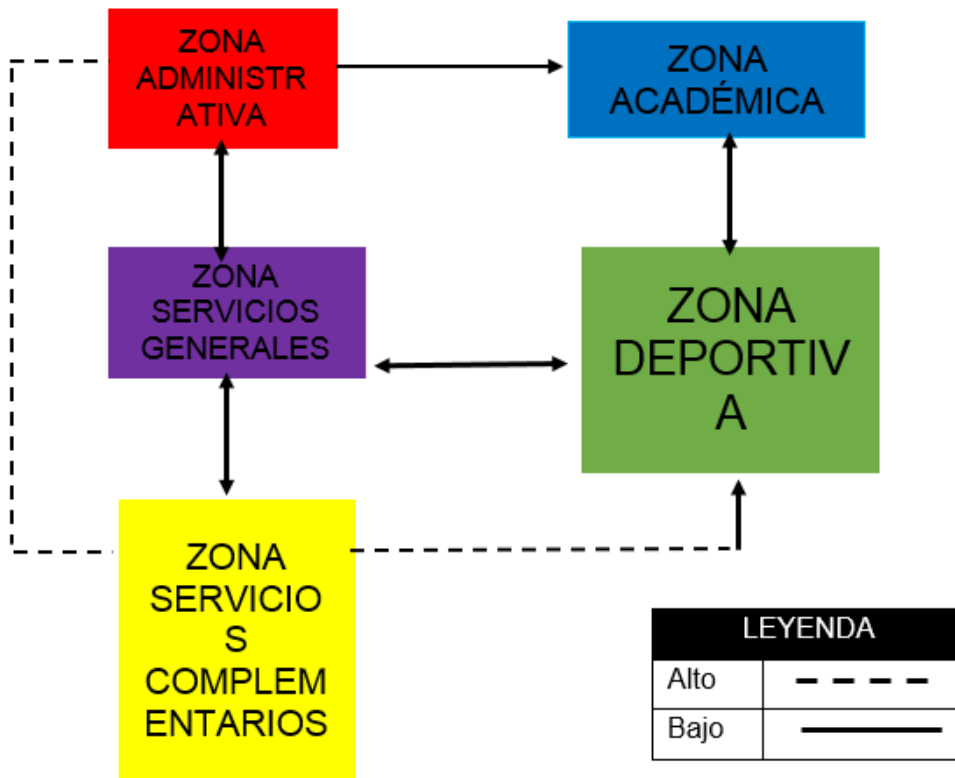 ZONA
ADMINISTR
ATIVA
ZONA
ACADÉMICA
ZONA
SERVICIOS
GENERALES
ZONA
DEPORTIV
A
ZONA
SERVICIO
S
COMPLEM
ENTARIOS
LEYENDA
Alto
Bajo